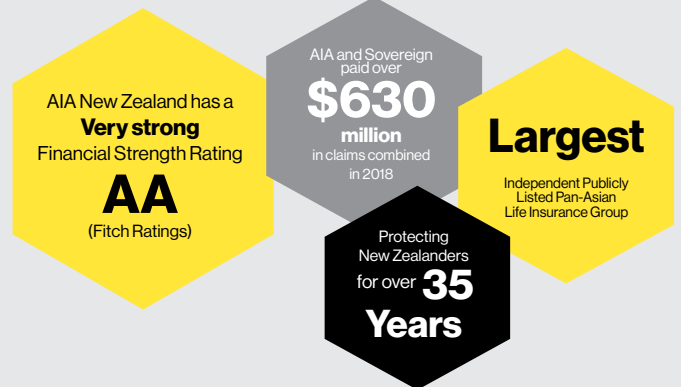 AIA New Zealand has a
Very strong
Financial Strength Rating
AA
(Fitch Ratings)
AIA and Sovereign
paid over
$630
million
in claims combined
in 2018
Largest
Independent Publicly
Listed Pan-Asian
Life Insurance Group
Protecting
New Zealanders
for over 35
Years